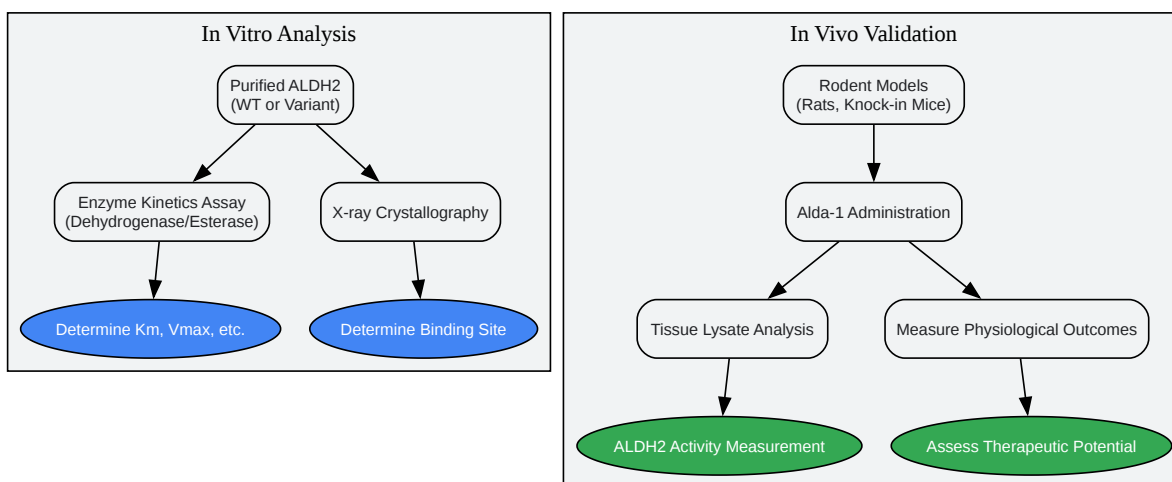 In Vitro Analysis
Purified ALDH2
(WT or Variant)
Enzyme Kinetics Assay
(Dehydrogenase/Esterase)
X-ray Crystallography
Determine Km, Vmax, etc.
Determine Binding Site
In Vivo Validation
Rodent Models
(Rats, Knock-in Mice)
Alda-1 Administration
Tissue Lysate Analysis
Measure Physiological Outcomes
ALDH2 Activity Measurement
Assess Therapeutic Potential